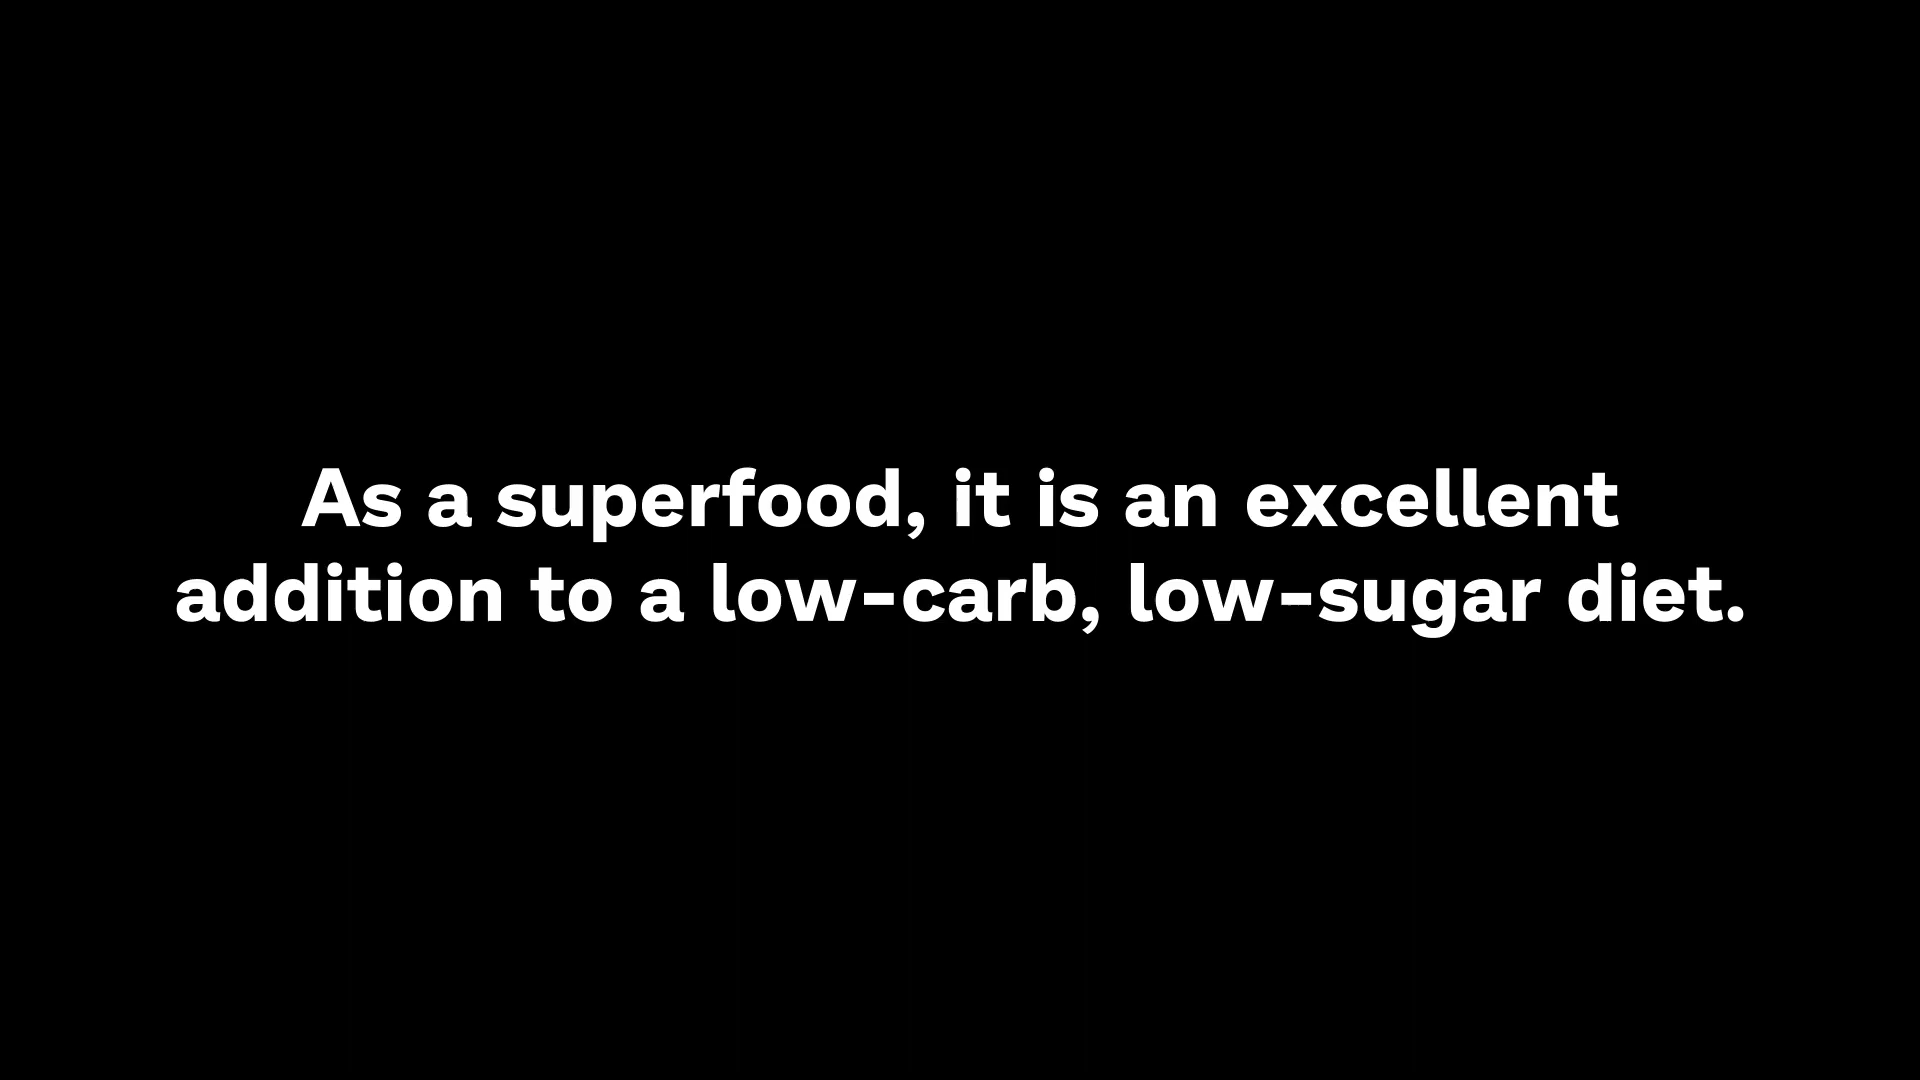 As a superfood, it is an excellent
addition to a low-carb, low-sugar diet.